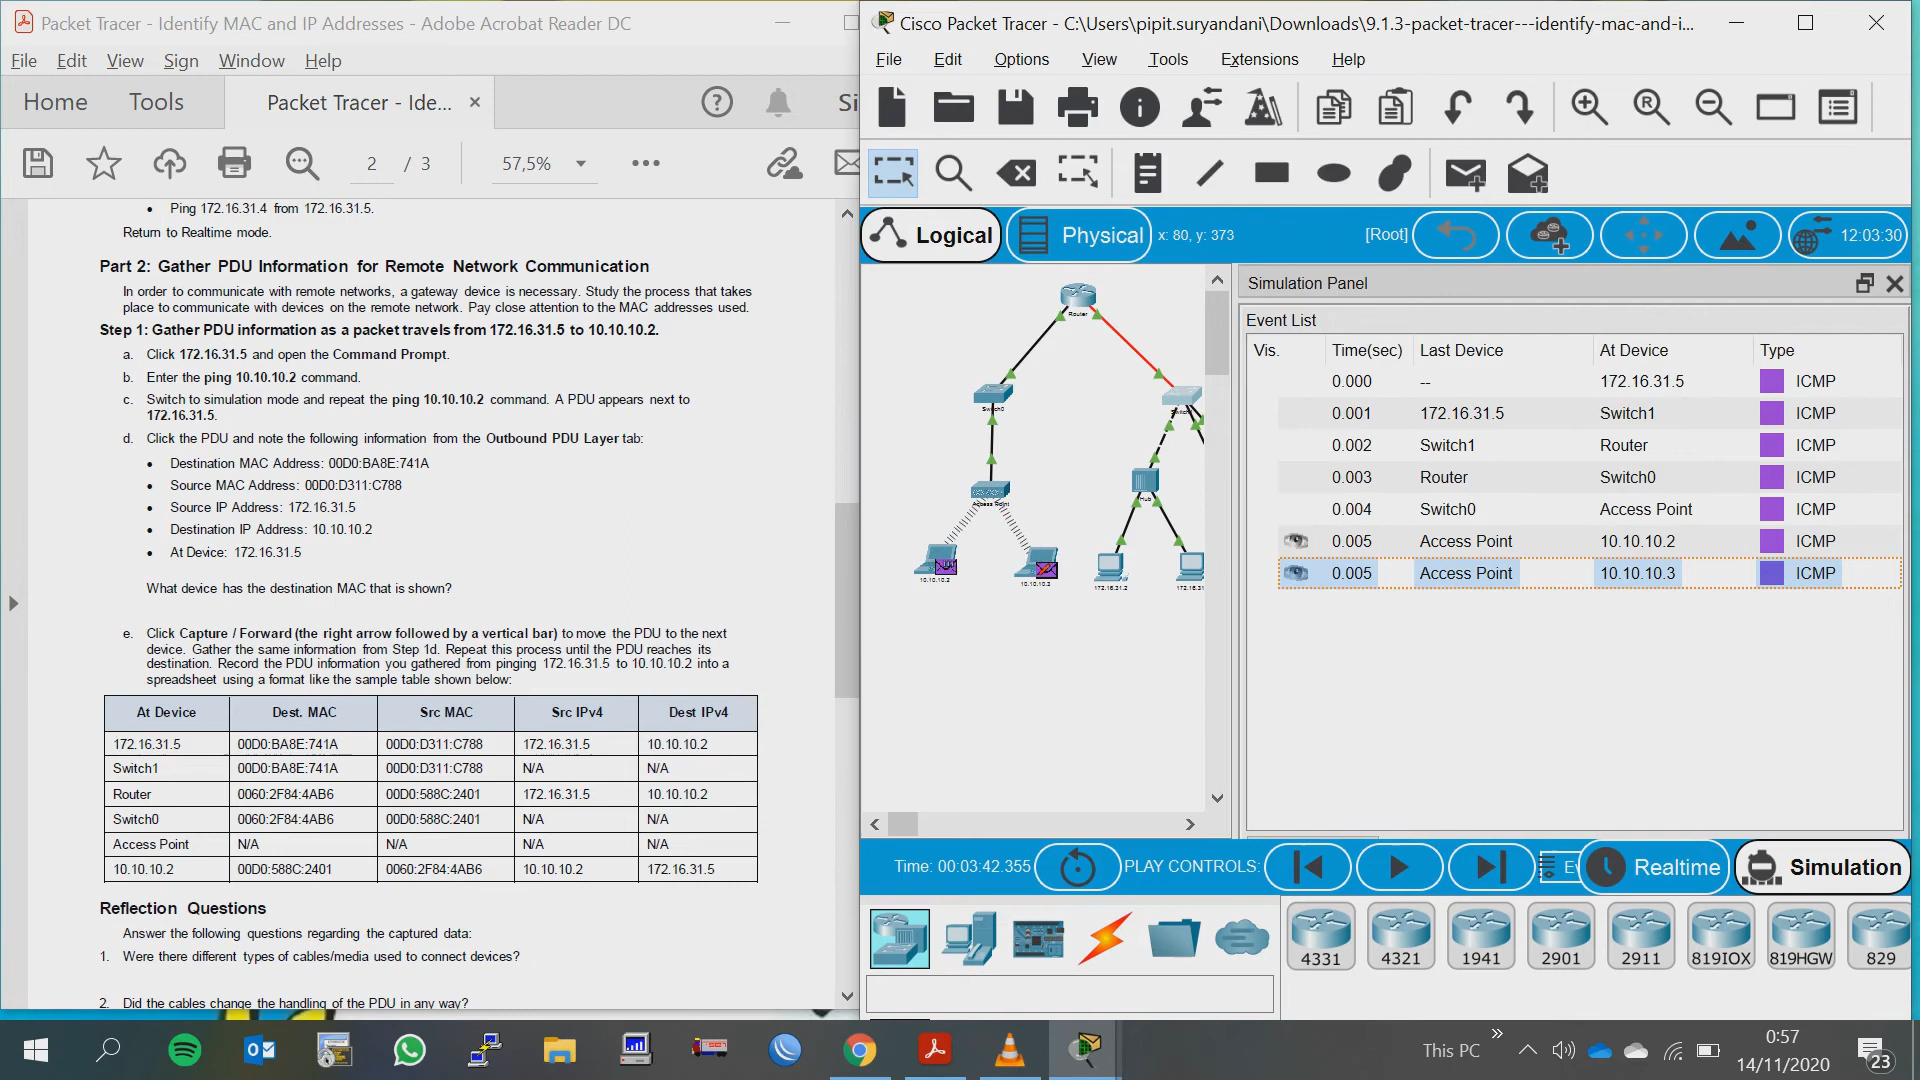 Packet Tracer - Identify MAC and IP Addresses - Adobe Acrobat Reader DC
File Edit View Sign Window Help
Home Tools Packet Tracer - Ide... × Si
2 / 3 57,5%
• Ping 172.16.31.4 from 172.16.31.5.
Return to Realtime mode.
Part 2: Gather PDU Information for Remote Network Communication
In order to communicate with remote networks, a gateway device is necessary. Study the process that takes
place to communicate with devices on the remote network. Pay close attention to the MAC addresses used.
Step 1: Gather PDU information as a packet travels from 172.16.31.5 to 10.10.10.2.
a. Click 172.16.31.5 and open the Command Prompt.
b. Enter the ping 10.10.10.2 command.
c. Switch to simulation mode and repeat the ping 10.10.10.2 command. A PDU appears next to
172.16.31.5.
d. Click the PDU and note the following information from the Outbound PDU Layer tab:
• Destination MAC Address: 00D0:BA8E:741A
• Source MAC Address: 00D0:D311:C788
• Source IP Address: 172.16.31.5
• Destination IP Address: 10.10.10.2
• At Device: 172.16.31.5
What device has the destination MAC that is shown?
e. Click Capture / Forward (the right arrow followed by a vertical bar) to move the PDU to the next
device. Gather the same information from Step 1d. Repeat this process until the PDU reaches its
destination. Record the PDU information you gathered from pinging 172.16.31.5 to 10.10.10.2 into a
spreadsheet using a format like the sample table shown below:
At Device Dest. MAC Src MAC Src IPv4 Dest IPv4
172.16.31.5 00D0:BA8E:741A 00D0:D311:C788 172.16.31.5 10.10.10.2
Switch1 00D0:BA8E:741A 00D0:D311:C788 N/A N/A
Router 0060:2F84:4AB6 00D0:588C:2401 172.16.31.5 10.10.10.2
Switch0 0060:2F84:4AB6 00D0:588C:2401 N/A N/A
Access Point N/A N/A N/A N/A
10.10.10.2 00D0:588C:2401 0060:2F84:4AB6 10.10.10.2 172.16.31.5
Reflection Questions
Answer the following questions regarding the captured data:
1. Were there different types of cables/media used to connect devices?
2. Did the cables change the handling of the PDU in any way?
Cisco Packet Tracer - C:\Users\pipit.suryandani\Downloads\9.1.3-packet-tracer---identify-mac-and-i...
File Edit Options View Tools Extensions Help
Logical Physical x: 80, y: 373 [Root] 12:03:30
Router
Switch0
Access Point
Hub
10.10.10.2
10.10.10.2
172.16.31.2
172.16.31
Simulation Panel
Event List
Vis. Time(sec) Last Device At Device Type
0.000 -- 172.16.31.5 ICMP
0.001 172.16.31.5 Switch1 ICMP
0.002 Switch1 Router ICMP
0.003 Router Switch0 ICMP
0.004 Switch0 Access Point ICMP
0.005 Access Point 10.10.10.2 ICMP
0.005 Access Point 10.10.10.3 ICMP
Time: 00:03:42.355 PLAY CONTROLS: Ev Realtime Simulation
4331 4321 1941 2901 2911 819IOX 819HGW 829
This PC » 0:57
14/11/2020 23